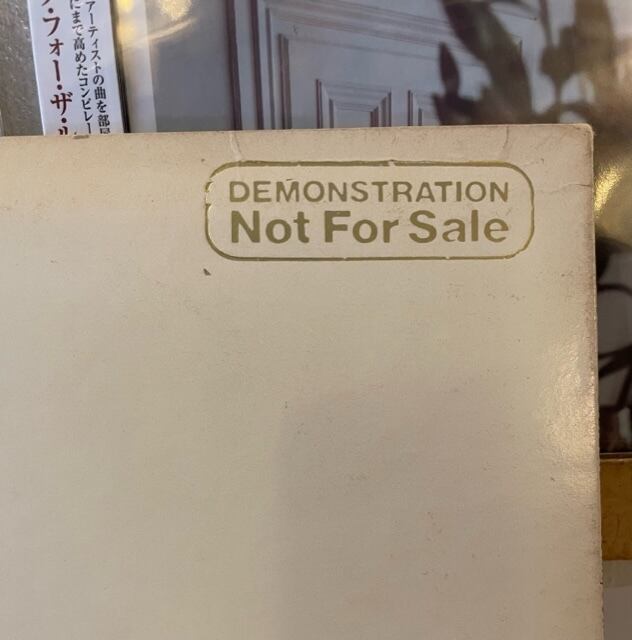 アーティストの曲を部屋
にまで高めたコンピレー
フォー・ザ・
DEMONSTRATION
Not For Sale